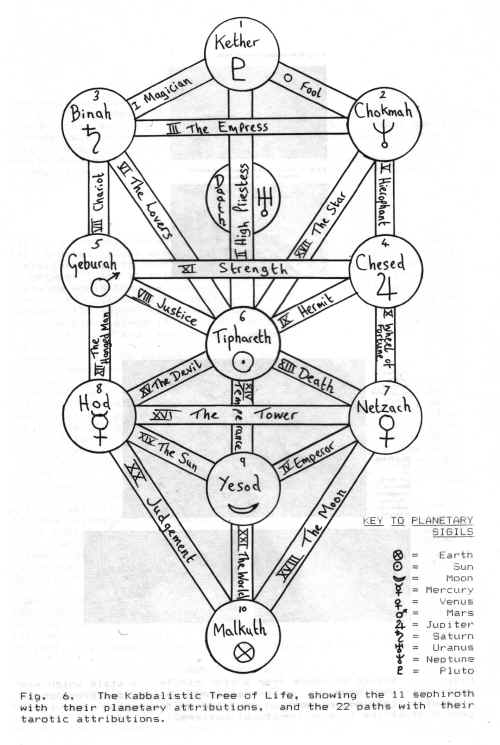 1
Kether
♇
I Magician
O Fool
3
Binah
♄
2
Chokmah
♆
III The Empress
VII Chariot
VI The Lovers
Daath
♅
II High Priestess
XVII The Star
V Hierophant
5
Geburah
♂
4
Chesed
♃
XI Strength
VIII Justice
IX Hermit
6
Tiphareth
☉
XII The
Hanged Man
X Wheel of
Fortune
XV The Devil
XIV
Temperance
XIII Death
8
Hod
☿
7
Netzach
♀
XVI The Tower
XIX The Sun
IV Emperor
9
Yesod
XX Judgement
XXI The World
XVIII The Moon
10
Malkuth
⊗
KEY TO PLANETARY
SIGILS
⊗ = Earth
☉ = Sun
☽ = Moon
☿ = Mercury
♀ = Venus
♂ = Mars
♃ = Jupiter
♄ = Saturn
♅ = Uranus
♆ = Neptune
♇ = Pluto
Fig. 6. The Kabbalistic Tree of Life, showing the 11 sephiroth
with their planetary attributions, and the 22 paths with their
tarotic attributions.